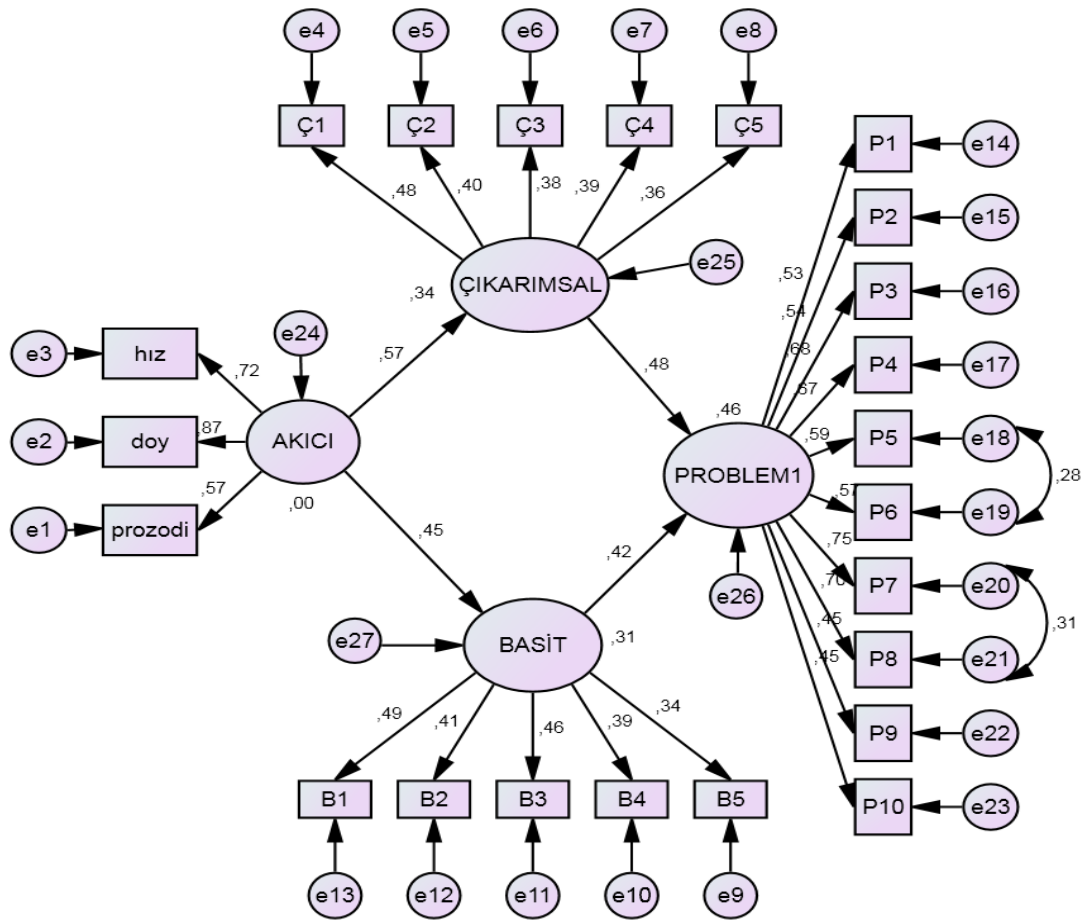 e4
e5
e6
e7
e8
Ç1
Ç2
Ç3
Ç4
Ç5
,48
,40
,38
,39
,36
ÇIKARIMSAL
e25
,34
e3
hız
,72
e24
,57
e2
doy
,87
AKICI
e1
prozodi
,57
,00
,45
,48
,42
,46
PROBLEM1
e26
e27
BASİT
,31
,49
,41
,46
,39
,34
B1
B2
B3
B4
B5
e13
e12
e11
e10
e9
,53
,54
,68
,67
,59
,57
,75
,70
,45
,45
P1
e14
P2
e15
P3
e16
P4
e17
P5
e18
,28
P6
e19
P7
e20
,31
P8
e21
P9
e22
P10
e23